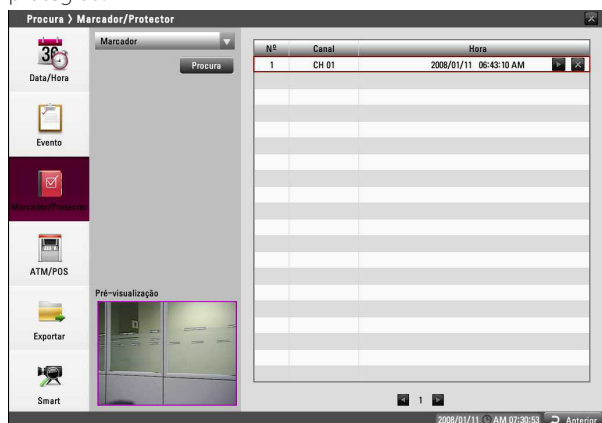 Procura > Marcador/Protector
Data/Hora
Evento
Marcador/Protector
ATM/POS
Exportar
Smart
Marcador
Procura
Pré-visualização
Nº Canal Hora
1 CH 01 2008/01/11 06:43:10 AM
1
2008/01/11 AM 07:30:53 Anterior